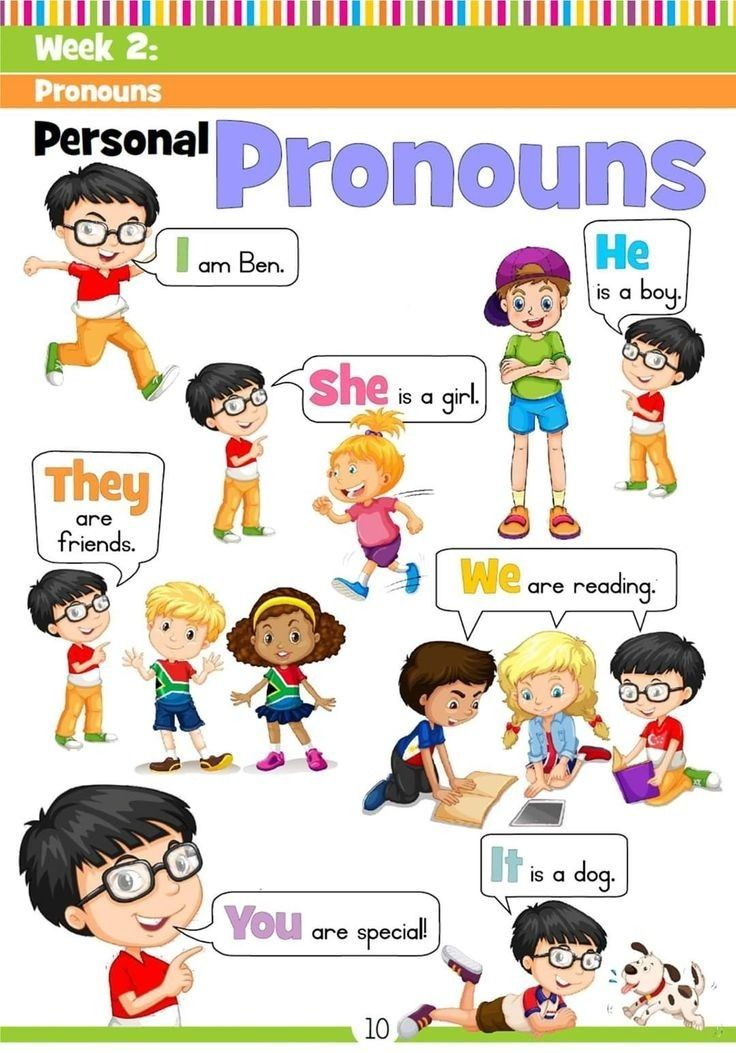 Week 2:
Pronouns
Personal Pronouns
I am Ben.
He
is a boy.
She is a girl.
They
are
friends.
We are reading.
You are special!
It is a dog.
10